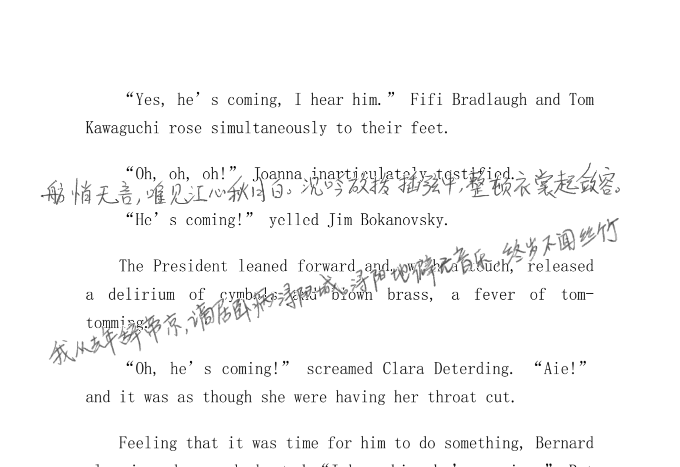 “Yes, he’s coming, I hear him.” Fifi Bradlaugh and Tom
Kawaguchi rose simultaneously to their feet.
“Oh, oh, oh!” Joanna inarticulately testified.
舫悄无言，唯见江心秋月白。沉吟放拨插弦中，整顿衣裳起敛容。
“He’s coming!” yelled Jim Bokanovsky.
The President leaned forward and, with a touch, released
a delirium of cymbals and blown brass, a fever of tom-
tomming.
我从去年辞帝京，谪居卧病浔阳城。浔阳地僻无音乐，终岁不闻丝竹
“Oh, he’s coming!” screamed Clara Deterding. “Aie!”
and it was as though she were having her throat cut.
Feeling that it was time for him to do something, Bernard